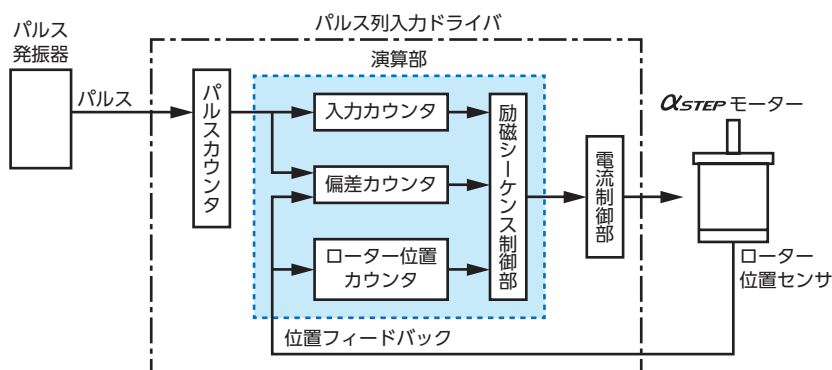 パルス列入力ドライバ
パルス
発振器
演算部
パルス
パルスカウンタ
入力カウンタ
偏差カウンタ
ローター位置
カウンタ
励磁シーケンス制御部
電流制御部
αSTEP モーター
ローター
位置センサ
位置フィードバック